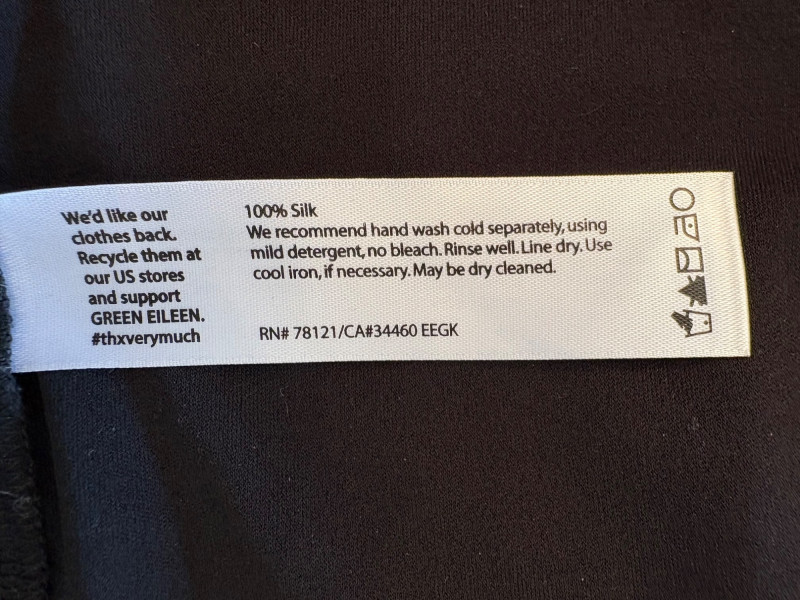 We'd like our
clothes back.
Recycle them at
our US stores
and support
GREEN EILEEN.
#thxverymuch
100% Silk
We recommend hand wash cold separately, using
mild detergent, no bleach. Rinse well. Line dry. Use
cool iron, if necessary. May be dry cleaned.
RN# 78121/CA#34460 EEGK